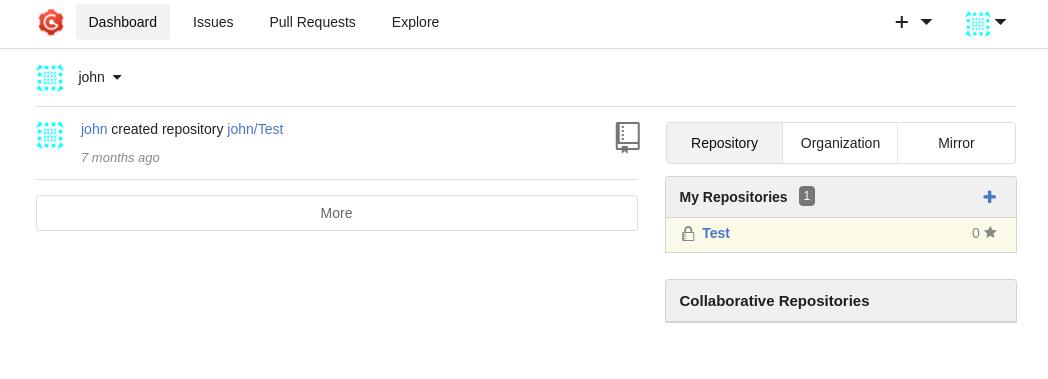 Dashboard Issues Pull Requests Explore
john
john created repository john/Test
7 months ago
More
Repository Organization Mirror
My Repositories 1
Test 0
Collaborative Repositories